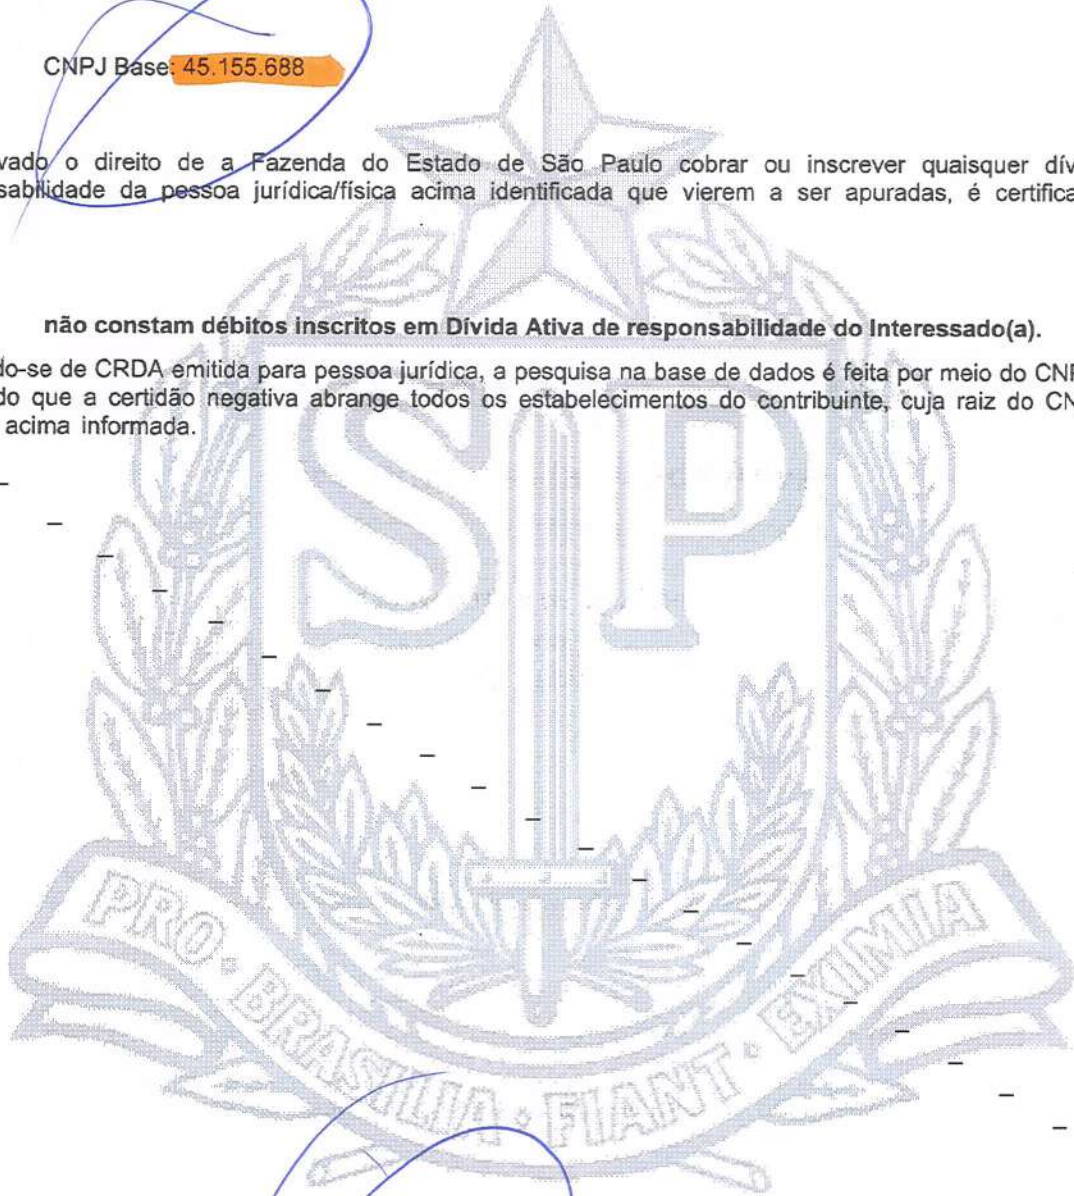 CNPJ Base: 45.155.688
vado o direito de a Fazenda do Estado de São Paulo cobrar ou inscrever quaisquer dív
sabilidade da pessoa jurídica/física acima identificada que vierem a ser apuradas, é certifica
não constam débitos inscritos em Dívida Ativa de responsabilidade do Interessado(a).
do-se de CRDA emitida para pessoa jurídica, a pesquisa na base de dados é feita por meio do CNP
do que a certidão negativa abrange todos os estabelecimentos do contribuinte, cuja raiz do CN
acima informada.
SP
PRO · BRASILIA · FIANT · EXIMIA